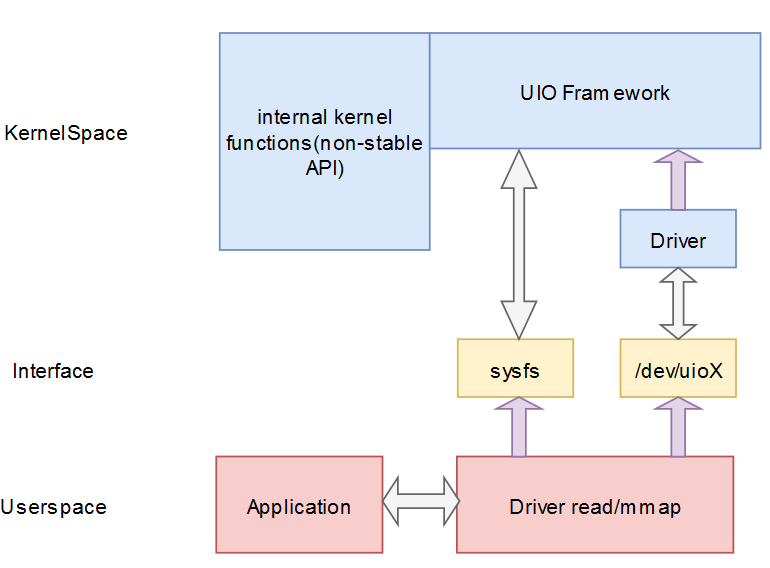 KernelSpace
internal kernel
functions(non-stable
API)
UIO Framework
Driver
Interface
sysfs
/dev/uioX
Userspace
Application
Driver read/mmap